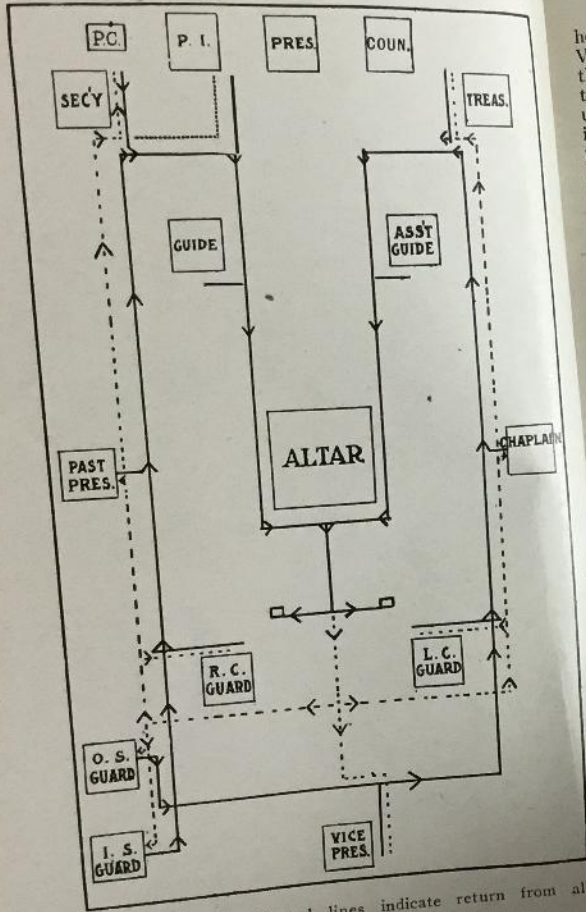 P.C.
P. I.
PRES.
COUN.
SEC'Y
TREAS.
GUIDE
ASS'T
GUIDE
ALTAR
PAST
PRES.
CHAPLAIN
R. C.
GUARD
L. C.
GUARD
O. S.
GUARD
I. S.
GUARD
VICE
PRES.
lines indicate return from al